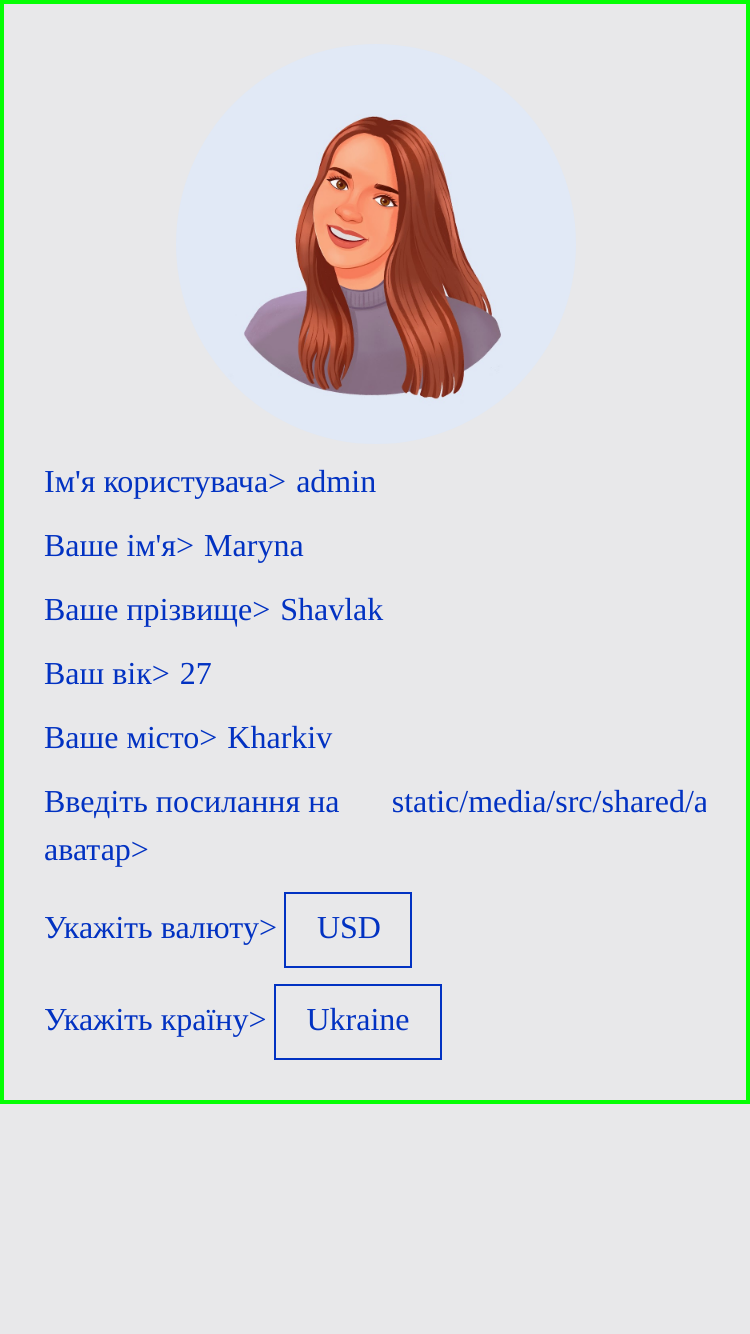 Ім'я користувача> admin
Ваше ім'я> Maryna
Ваше прізвище> Shavlak
Ваш вік> 27
Ваше місто> Kharkiv
Введіть посилання на static/media/src/shared/a
аватар>
Укажіть валюту> USD
Укажіть країну> Ukraine